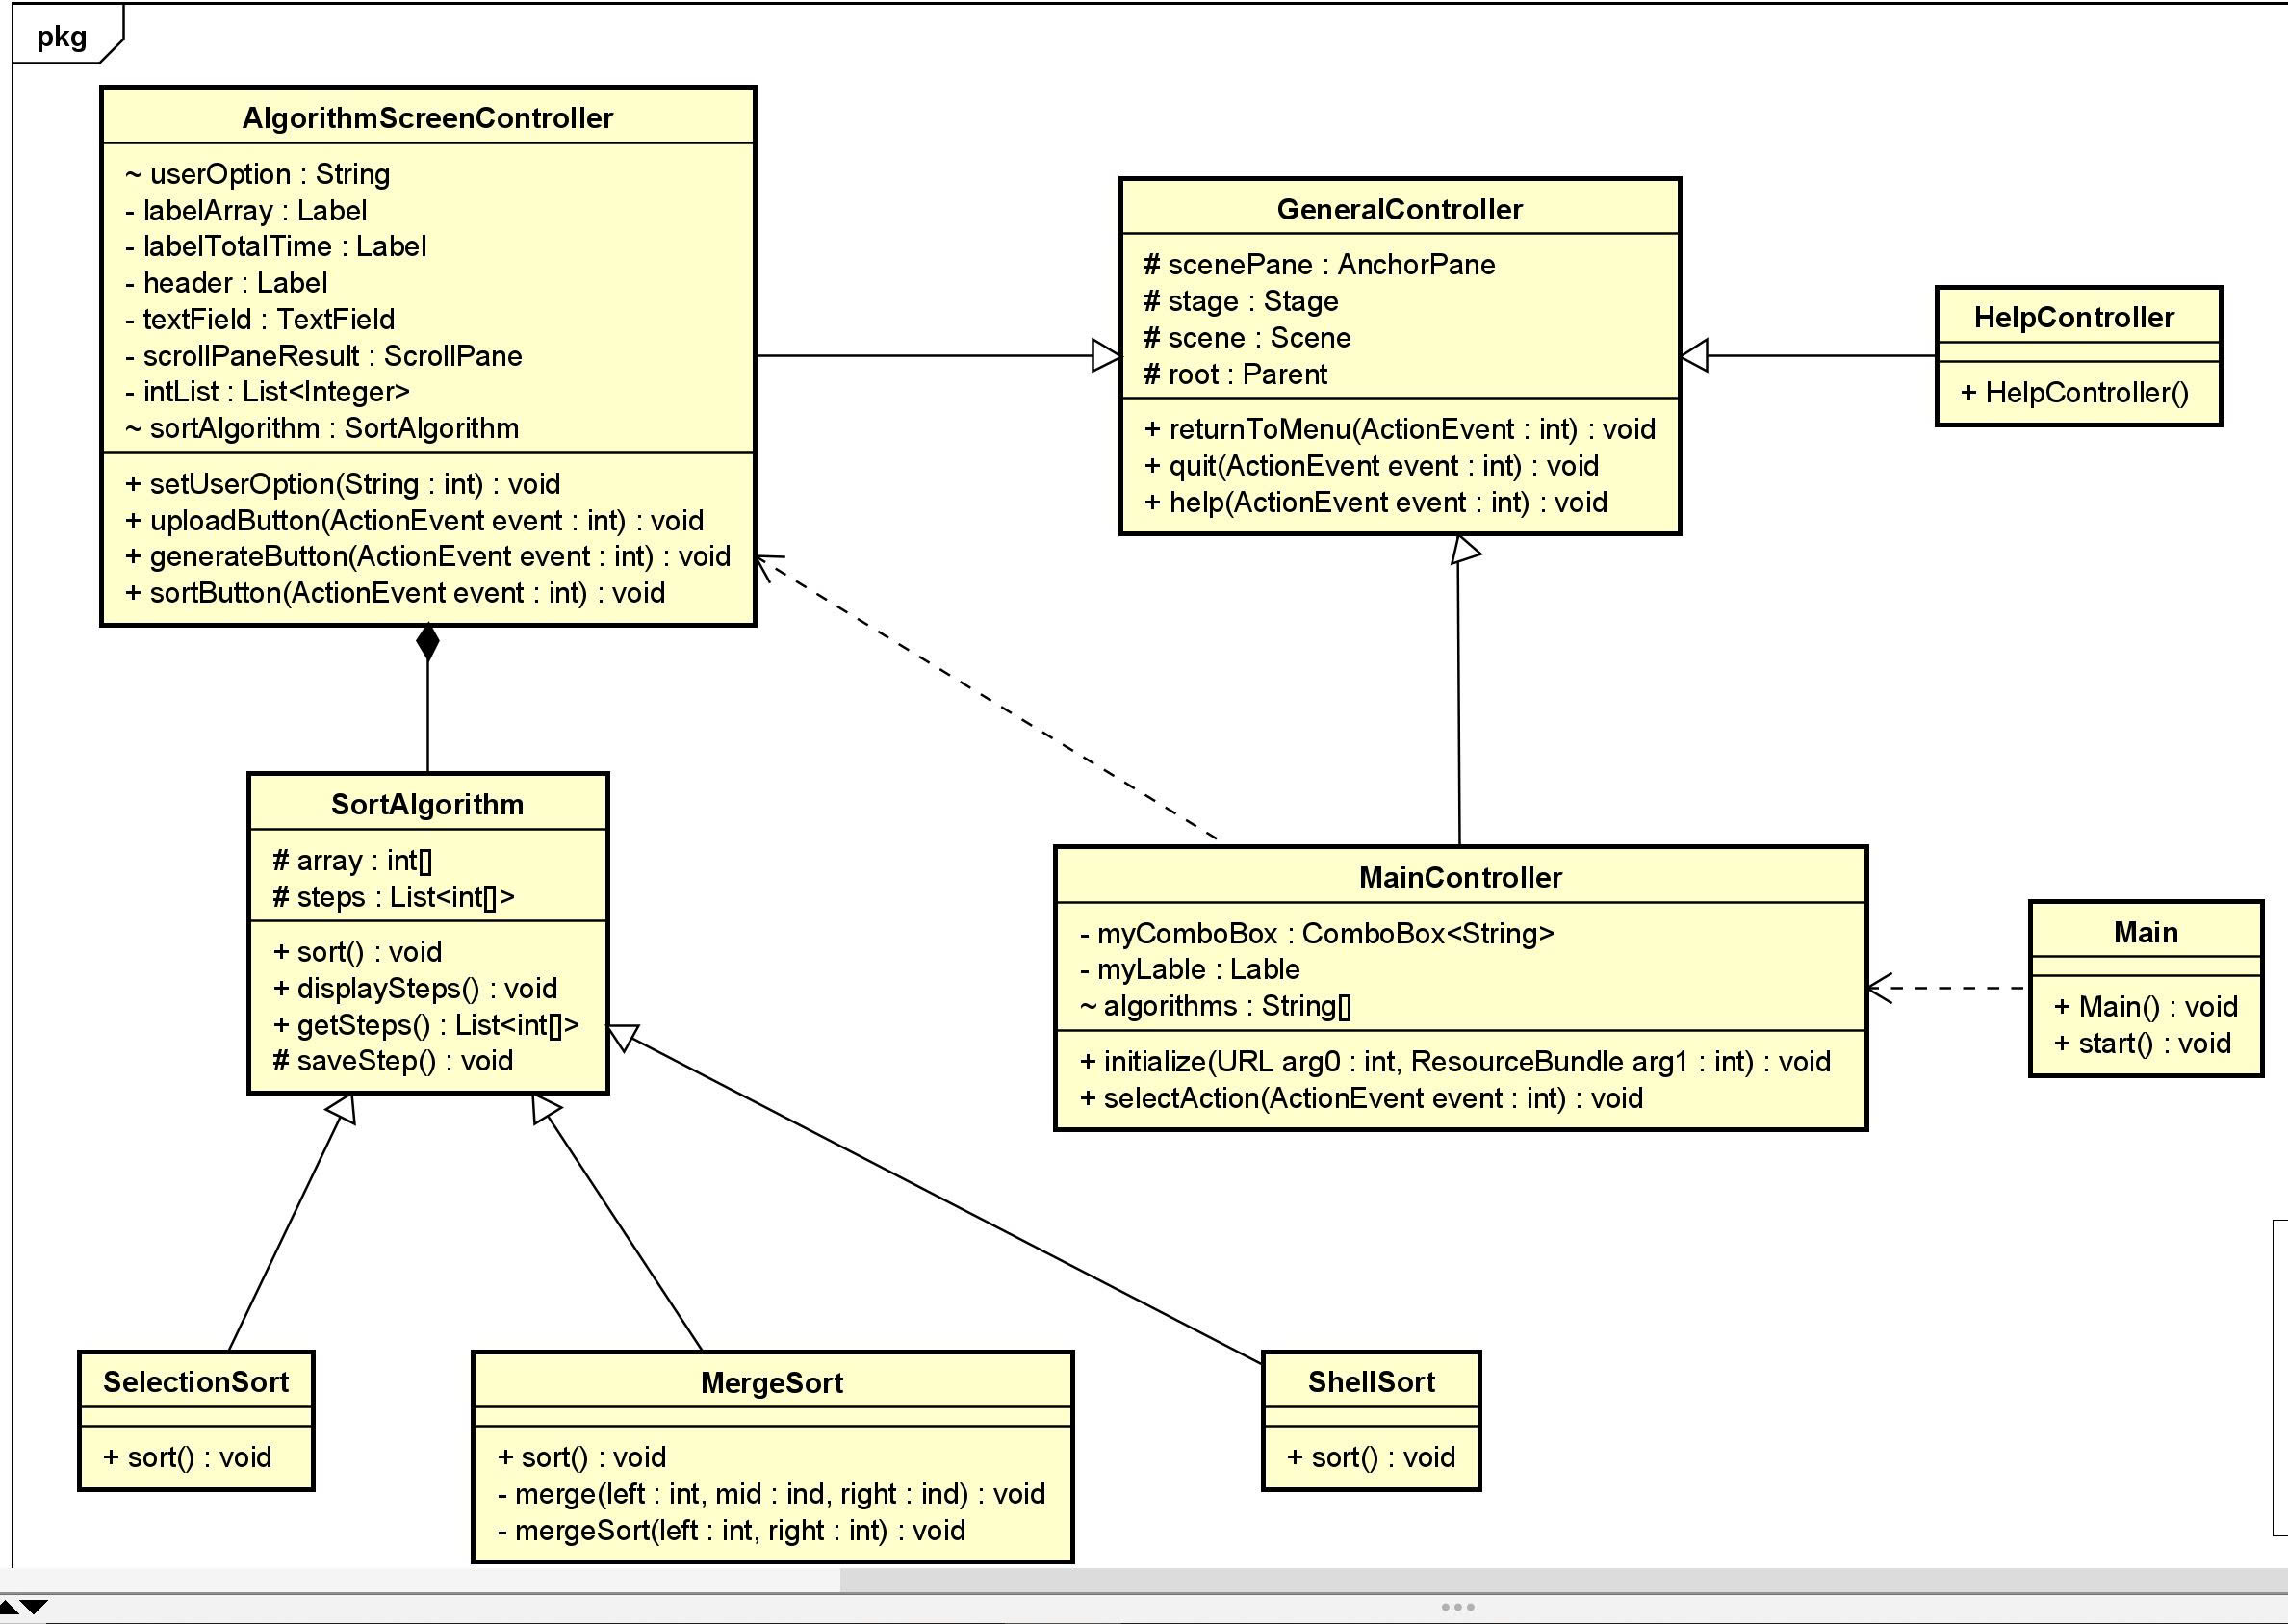 pkg
AlgorithmScreenController
~ userOption : String
- labelArray : Label
- labelTotalTime : Label
- header : Label
- textField : TextField
- scrollPaneResult : ScrollPane
- intList : List<Integer>
~ sortAlgorithm : SortAlgorithm
+ setUserOption(String : int) : void
+ uploadButton(ActionEvent event : int) : void
+ generateButton(ActionEvent event : int) : void
+ sortButton(ActionEvent event : int) : void
GeneralController
# scenePane : AnchorPane
# stage : Stage
# scene : Scene
# root : Parent
+ returnToMenu(ActionEvent : int) : void
+ quit(ActionEvent event : int) : void
+ help(ActionEvent event : int) : void
HelpController
+ HelpController()
SortAlgorithm
# array : int[]
# steps : List<int[]>
+ sort() : void
+ displaySteps() : void
+ getSteps() : List<int[]>
# saveStep() : void
MainController
- myComboBox : ComboBox<String>
- myLable : Lable
~ algorithms : String[]
+ initialize(URL arg0 : int, ResourceBundle arg1 : int) : void
+ selectAction(ActionEvent event : int) : void
Main
+ Main() : void
+ start() : void
SelectionSort
+ sort() : void
MergeSort
+ sort() : void
- merge(left : int, mid : ind, right : ind) : void
- mergeSort(left : int, right : int) : void
ShellSort
+ sort() : void